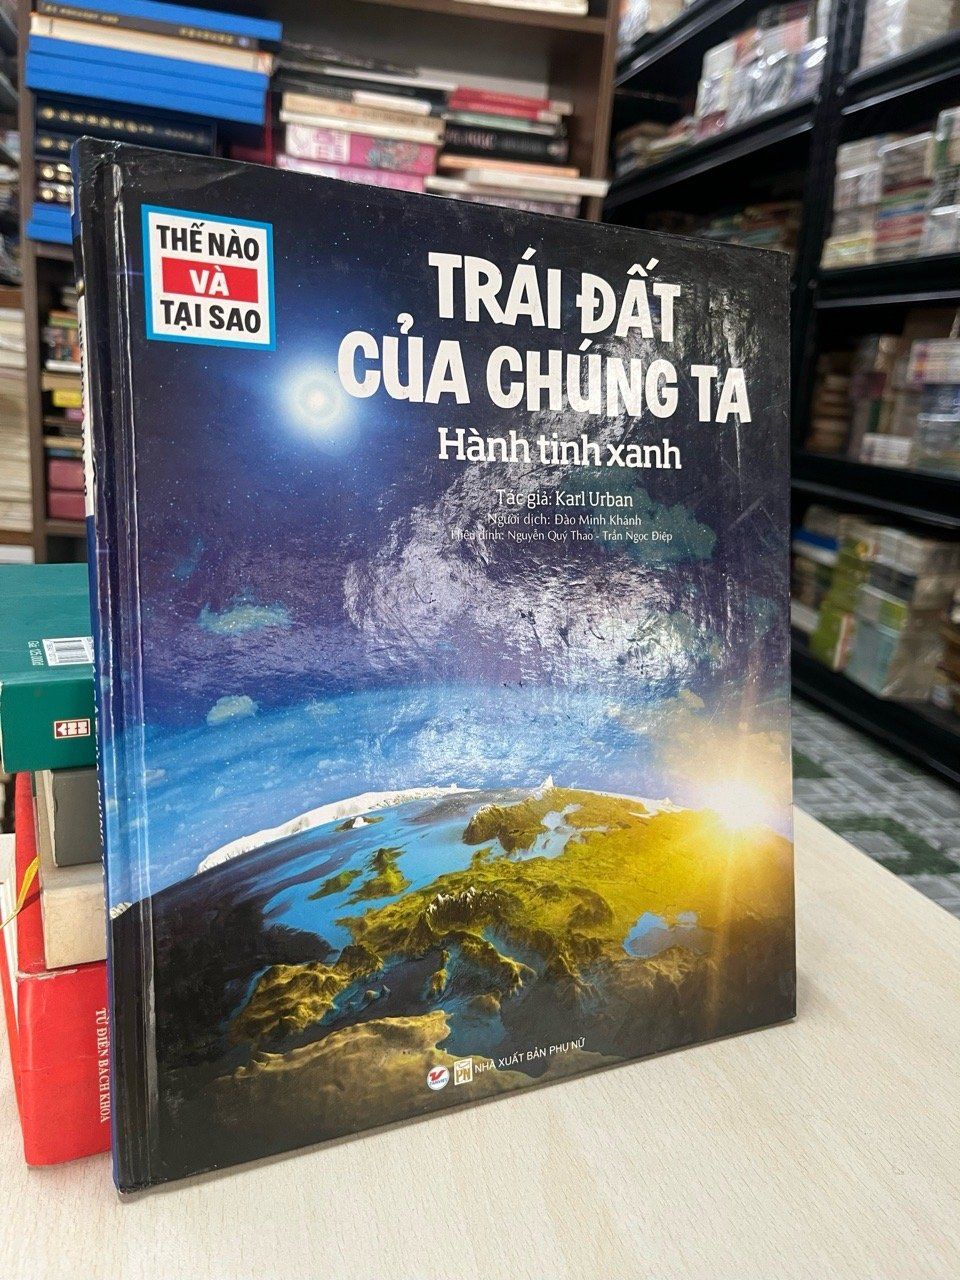 THẾ NÀO
VÀ
TẠI SAO
TRÁI ĐẤT
CỦA CHÚNG TA
Hành tinh xanh
Tác giả: Karl Urban
Người dịch: Đào Minh Khánh
Hiệu đính: Nguyễn Quý Thao - Trần Ngọc Điệp
NHÀ XUẤT BẢN PHỤ NỮ
TỪ ĐIỂN BÁCH KHOA